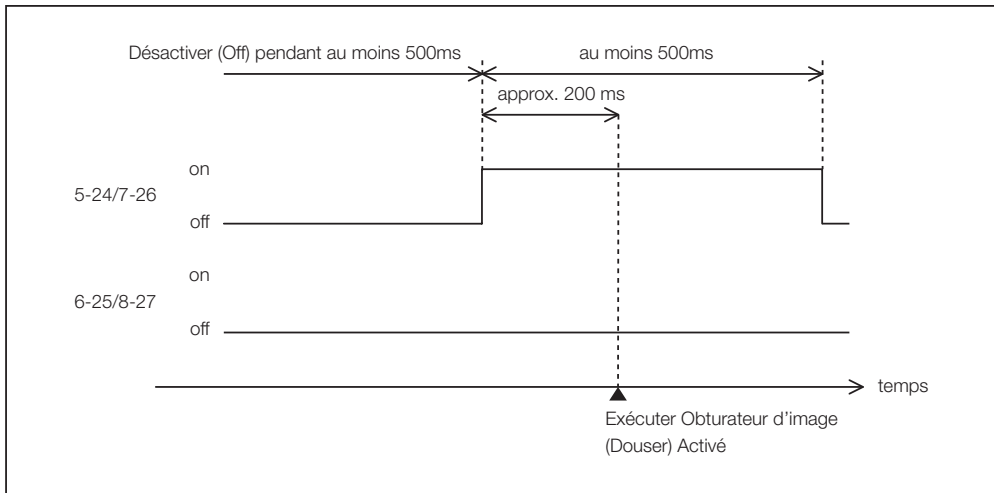 Désactiver (Off) pendant au moins 500ms
au moins 500ms
approx. 200 ms
on
5-24/7-26
off
on
6-25/8-27
off
temps
Exécuter Obturateur d'image
(Douser) Activé